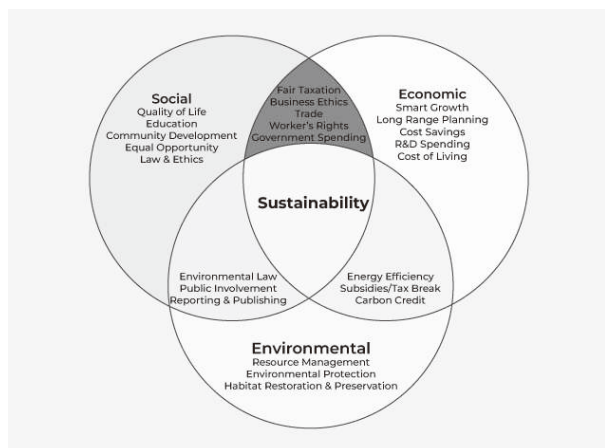 Social
Quality of Life
Education
Community Development
Equal Opportunity
Law & Ethics
Fair Taxation
Business Ethics
Trade
Worker's Rights
Government Spending
Economic
Smart Growth
Long Range Planning
Cost Savings
R&D Spending
Cost of Living
Sustainability
Environmental Law
Public Involvement
Reporting & Publishing
Energy Efficiency
Subsidies/Tax Break
Carbon Credit
Environmental
Resource Management
Environmental Protection
Habitat Restoration & Preservation